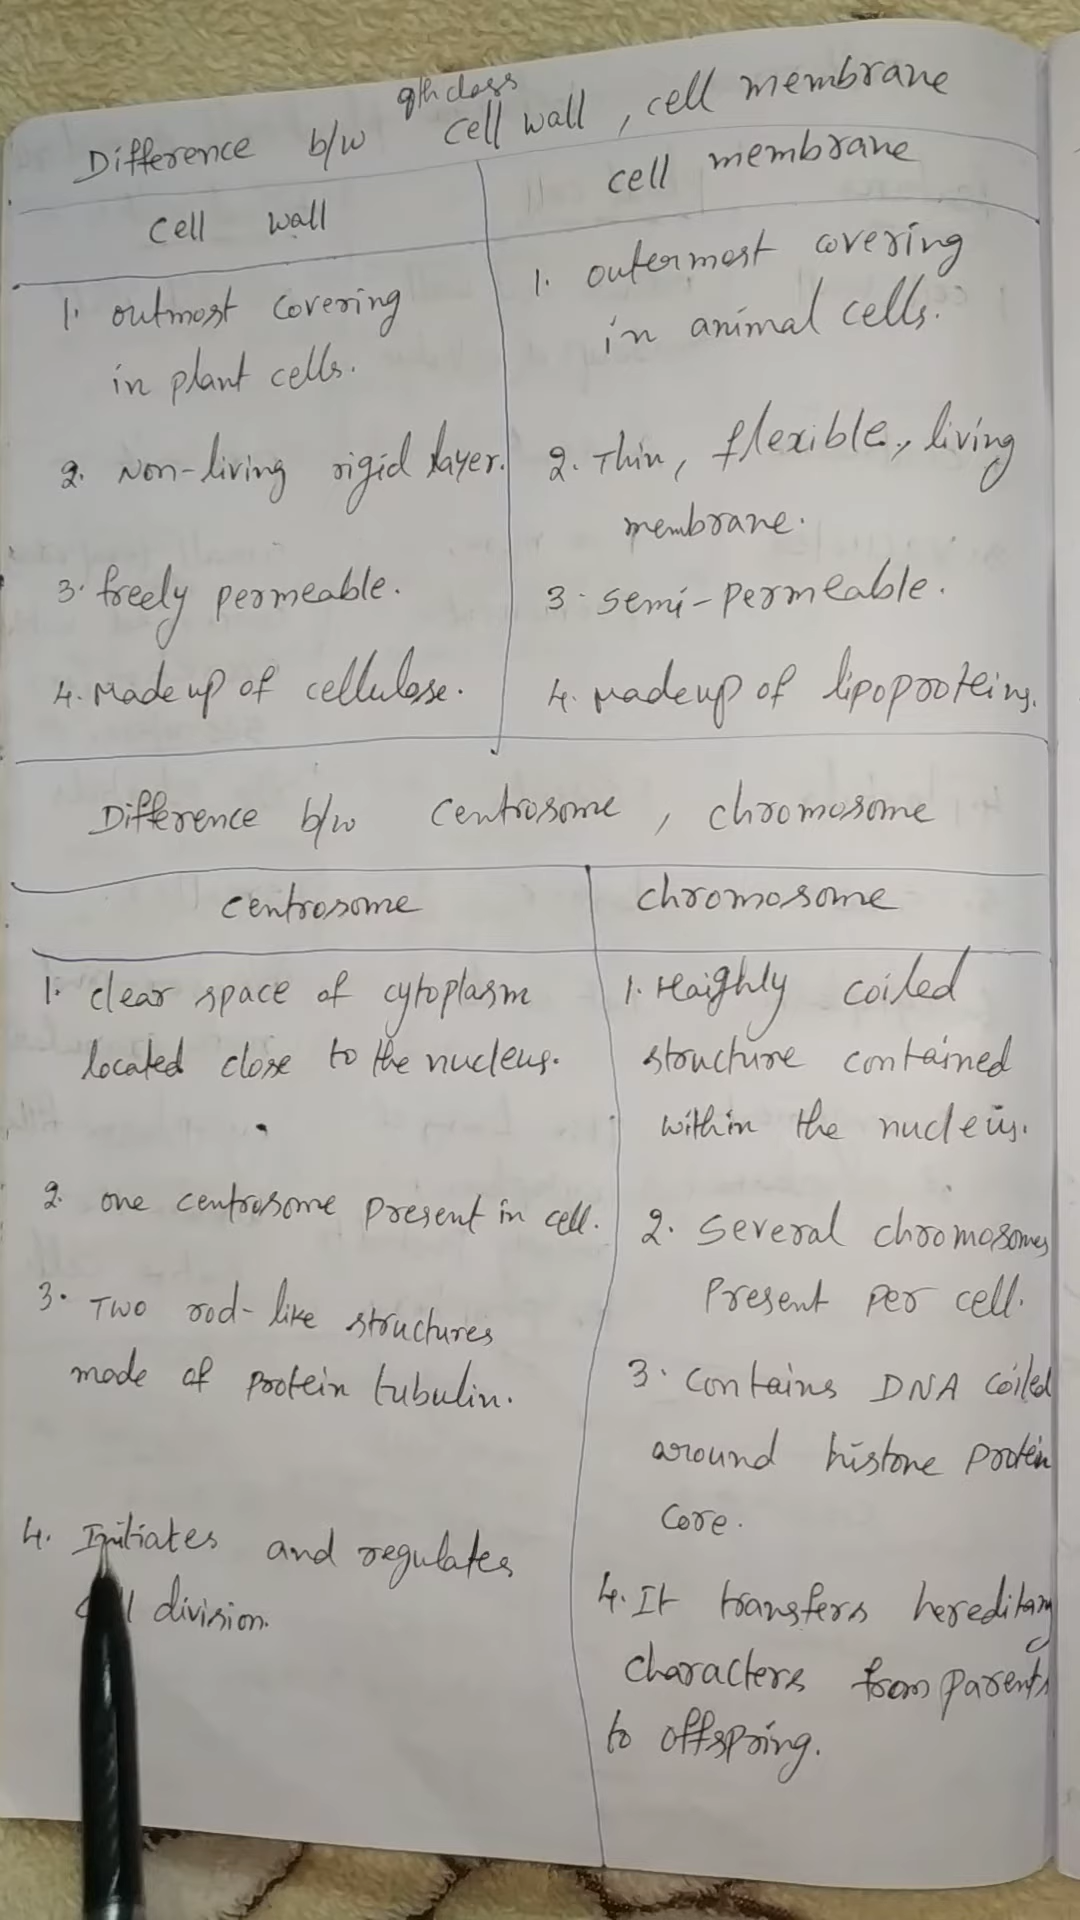 9th class
Difference b/w cell wall, cell membrane
cell wall
cell membrane
1. outmost covering
in plant cells.
2. Non-living rigid layer.
3. freely permeable.
4. Made up of cellulose.
1. outermost covering
in animal cells.
2. Thin, flexible, living
membrane.
3. semi-permeable.
4. Made up of lipoproteins.
Difference b/w centrosome, chromosome
centrosome
chromosome
1. clear space of cytoplasm
located close to the nucleus.
2. one centrosome present in cell.
3. Two rod-like structures
made of protein tubulin.
4. Initiates and regulates
cell division.
1. Haighly coiled
structure contained
within the nucleus.
2. Several chromosomes
Present per cell.
3. contains DNA coiled
around histone protein
core.
4. It transfers hereditary
characters from parents
to offspring.